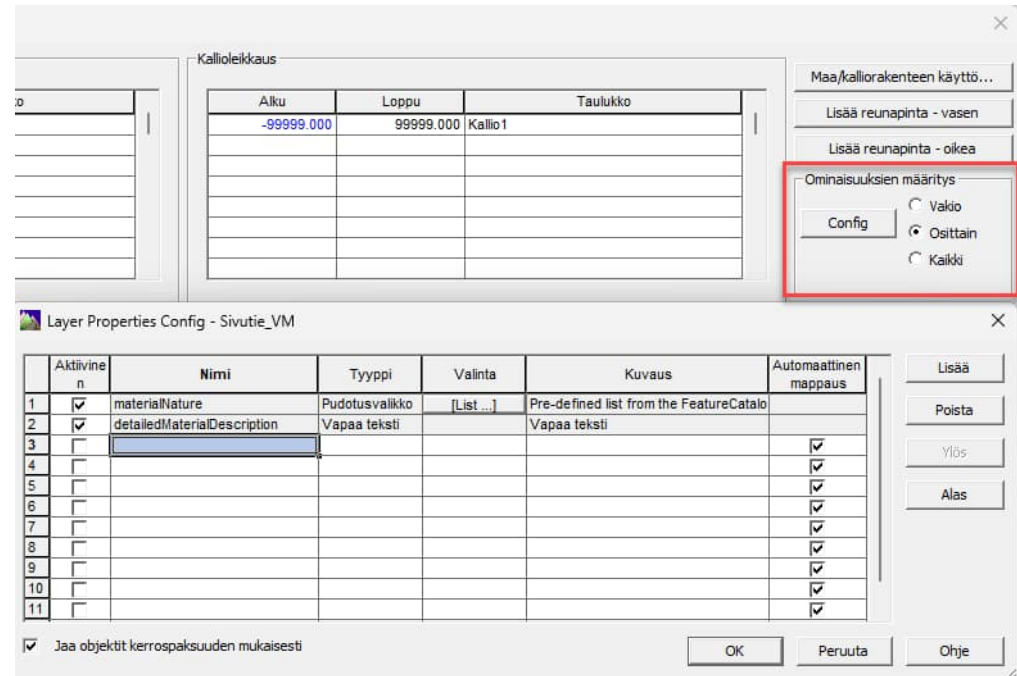 Kallioleikkaus
Maa/kalliorakenteen käyttö...
Alku Loppu Taulukko
-99999.000 99999.000 Kallio1
Lisää reunapinta - vasen
Lisää reunapinta - oikea
Ominaisuuksien määritys
Config
Vakio
Osittain
Kaikki
Layer Properties Config - Sivutie_VM
Aktiivine
n
Nimi Tyyppi Valinta Kuvaus Automaattinen
mappaus
1 materialNature Pudotusvalikko [List ...] Pre-defined list from the FeatureCatalo
2 detailedMaterialDescription Vapaa teksti Vapaa teksti
3
4
5
6
7
8
9
10
11
Lisää
Poista
Ylös
Alas
Jaa objektit kerrospaksuuden mukaisesti
OK Peruuta Ohje